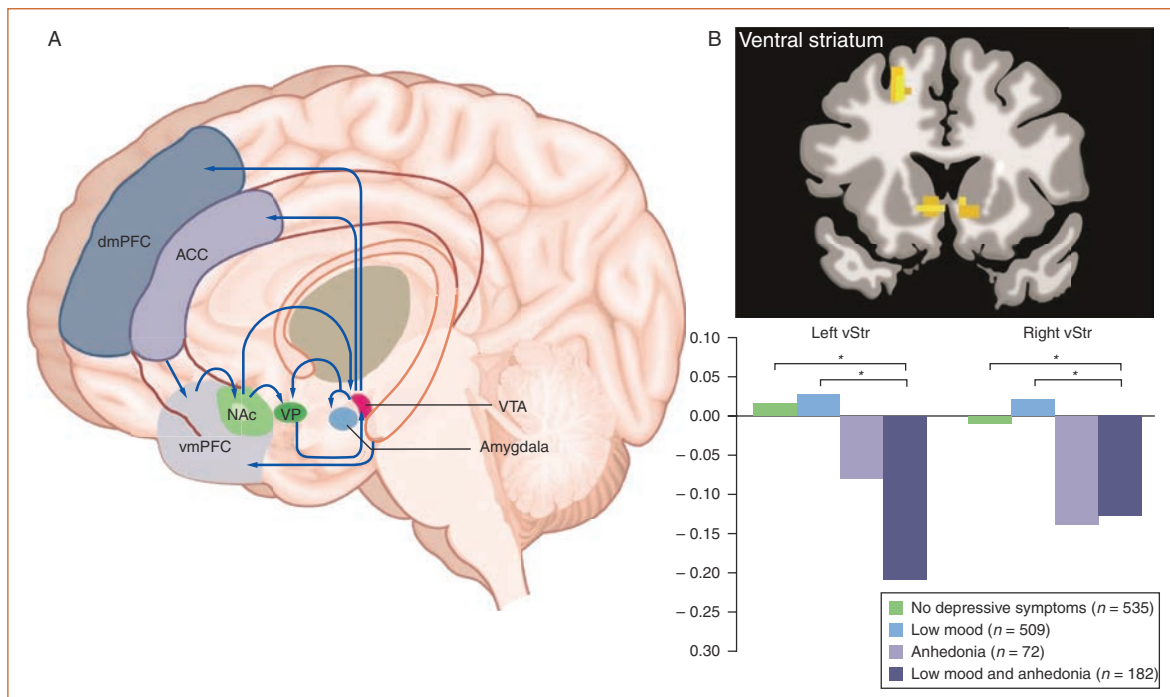 A
dmPFC
ACC
NAc
VP
vmPFC
VTA
Amygdala
B
Ventral striatum
Left vStr
Right vStr
0.10
0.05
0.00
– 0.05
– 0.10
– 0.15
– 0.20
– 0.25
0.30
*
*
*
*
No depressive symptoms (n = 535)
Low mood (n = 509)
Anhedonia (n = 72)
Low mood and anhedonia (n = 182)